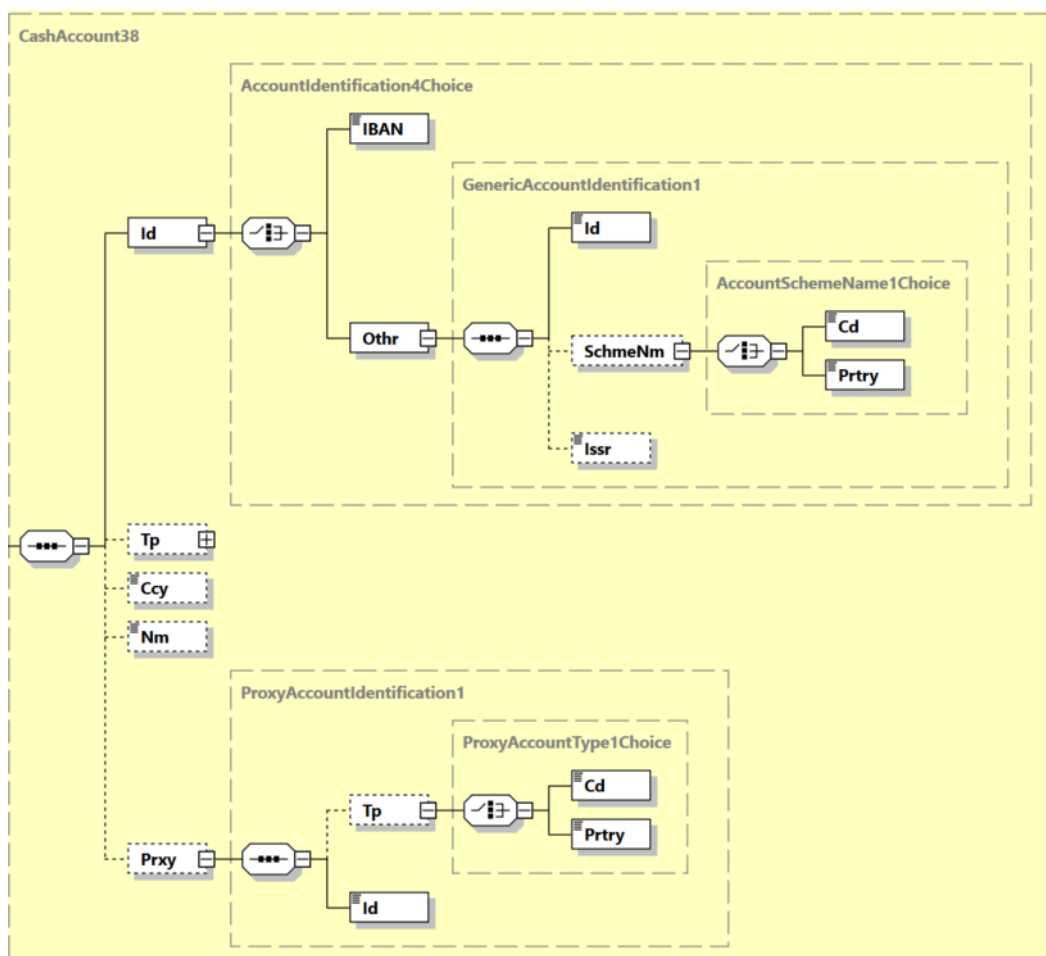 CashAccount38
AccountIdentification4Choice
IBAN
GenericAccountIdentification1
Id
Id
AccountSchemeName1Choice
Cd
Othr
SchmeNm
Prtry
Issr
Tp
Ccy
Nm
ProxyAccountIdentification1
ProxyAccountType1Choice
Cd
Tp
Prtry
Prxy
Id